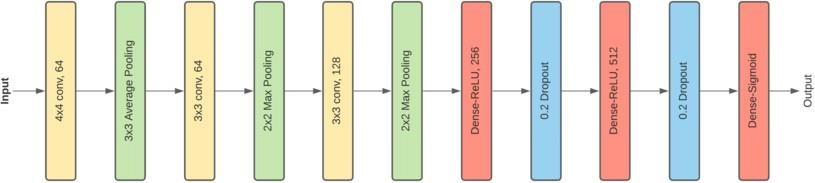 Input
4x4 conv, 64
3x3 Average Pooling
3x3 conv, 64
2x2 Max Pooling
3x3 conv, 128
2x2 Max Pooling
Dense-ReLU, 256
0.2 Dropout
Dense-ReLU, 512
0.2 Dropout
Dense-Sigmoid
Output